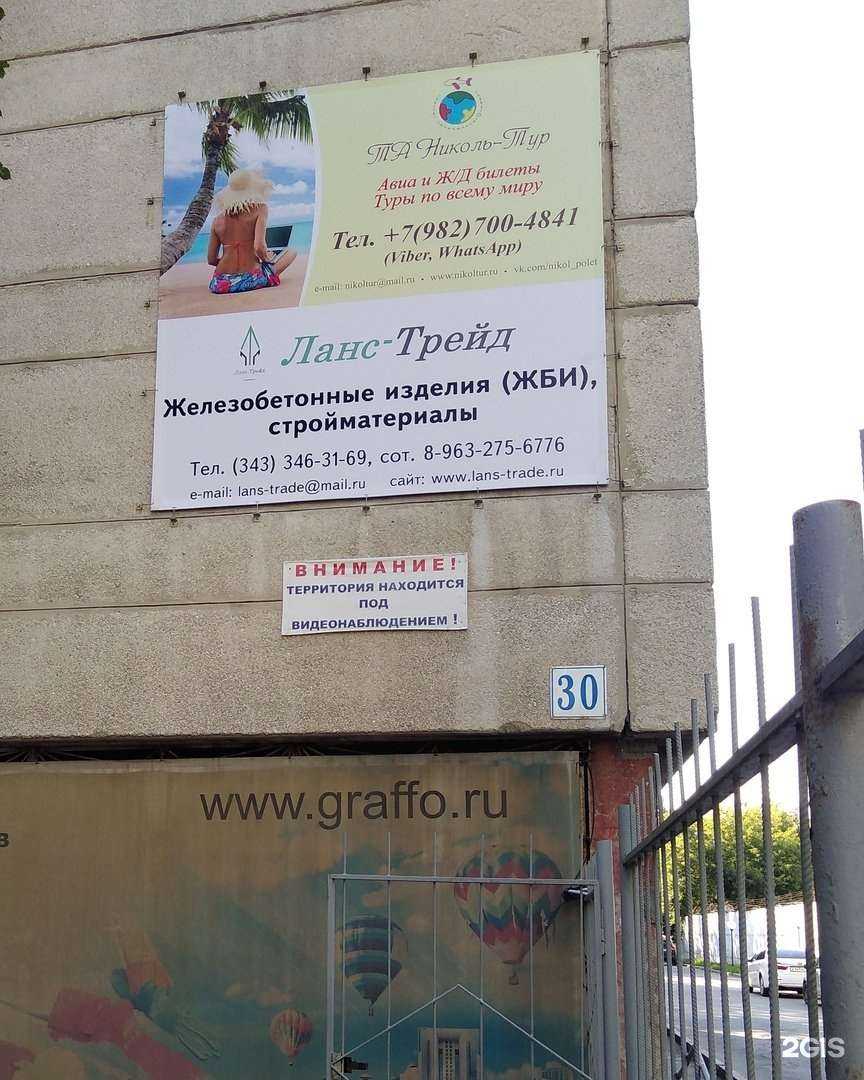 ТА Николь-Тур
Авиа и Ж/Д билеты
Туры по всему миру
Тел. +7(982)700-4841
(Viber, WhatsApp)
e-mail: nikoltur@mail.ru • www.nikoltur.ru • vk.com/nikol_polet
Ланс-Трейд
Ланс-Трейд
Железобетонные изделия (ЖБИ),
стройматериалы
Тел. (343) 346-31-69, сот. 8-963-275-6776
e-mail: lans-trade@mail.ru сайт: www.lans-trade.ru
ВНИМАНИЕ!
ТЕРРИТОРИЯ НАХОДИТСЯ
ПОД
ВИДЕОНАБЛЮДЕНИЕМ !
30
www.graffo.ru
в
2GIS